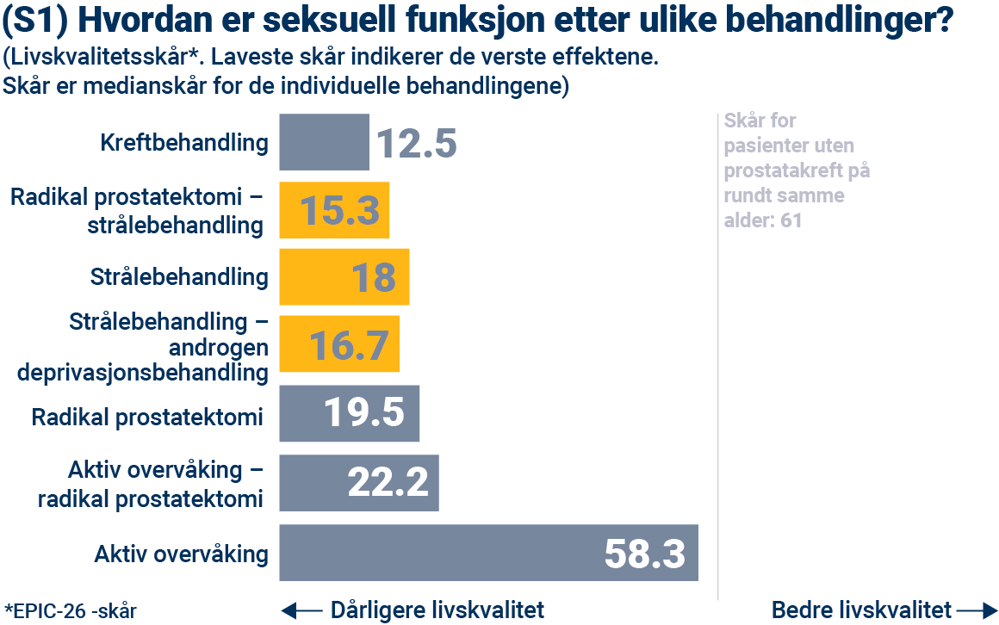 (S1) Hvordan er seksuell funksjon etter ulike behandlinger?
(Livskvalitetsskår*. Laveste skår indikerer de verste effektene.
Skår er medianskår for de individuelle behandlingene)
Kreftbehandling
12.5
Radikal prostatektomi –
strålebehandling
15.3
Strålebehandling
18
Strålebehandling –
androgen
deprivasjonsbehandling
16.7
Radikal prostatektomi
19.5
Aktiv overvåking –
radikal prostatektomi
22.2
Aktiv overvåking
58.3
Skår for
pasienter uten
prostatakreft på
rundt samme
alder: 61
*EPIC-26 -skår
Dårligere livskvalitet
Bedre livskvalitet